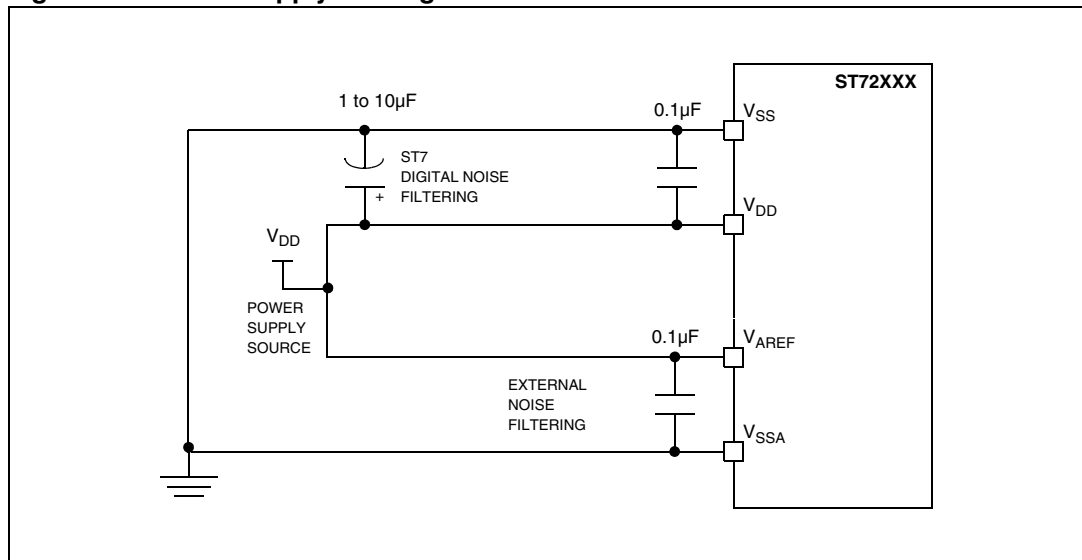 ST72XXX
1 to 10µF
0.1µF
VSS
ST7
DIGITAL NOISE
FILTERING
+
VDD
VDD
POWER
SUPPLY
SOURCE
0.1µF
VAREF
EXTERNAL
NOISE
FILTERING
VSSA